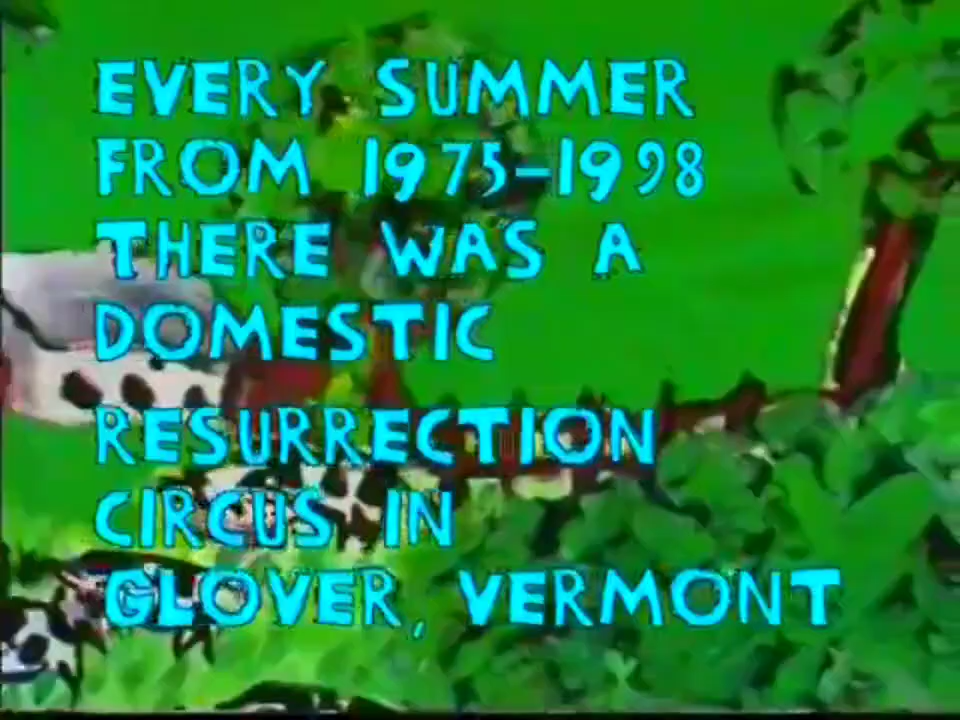 EVERY SUMMER
FROM 1975-1998
THERE WAS A
DOMESTIC
RESURRECTION
CIRCUS IN
GLOVER, VERMONT